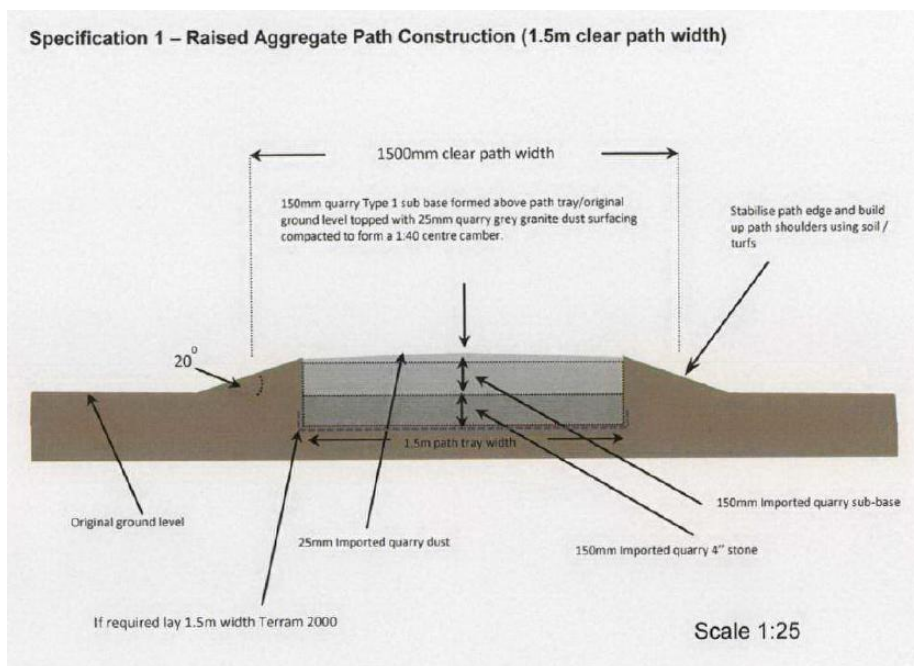 Specification 1 – Raised Aggregate Path Construction (1.5m clear path width)
1500mm clear path width
150mm quarry Type 1 sub base formed above path tray/original
ground level topped with 25mm quarry grey granite dust surfacing
compacted to form a 1:40 centre camber.
Stabilise path edge and build
up path shoulders using soil /
turfs
20°
1.5m path tray width
Original ground level
25mm Imported quarry dust
150mm Imported quarry sub-base
150mm Imported quarry 4" stone
If required lay 1.5m width Terram 2000
Scale 1:25